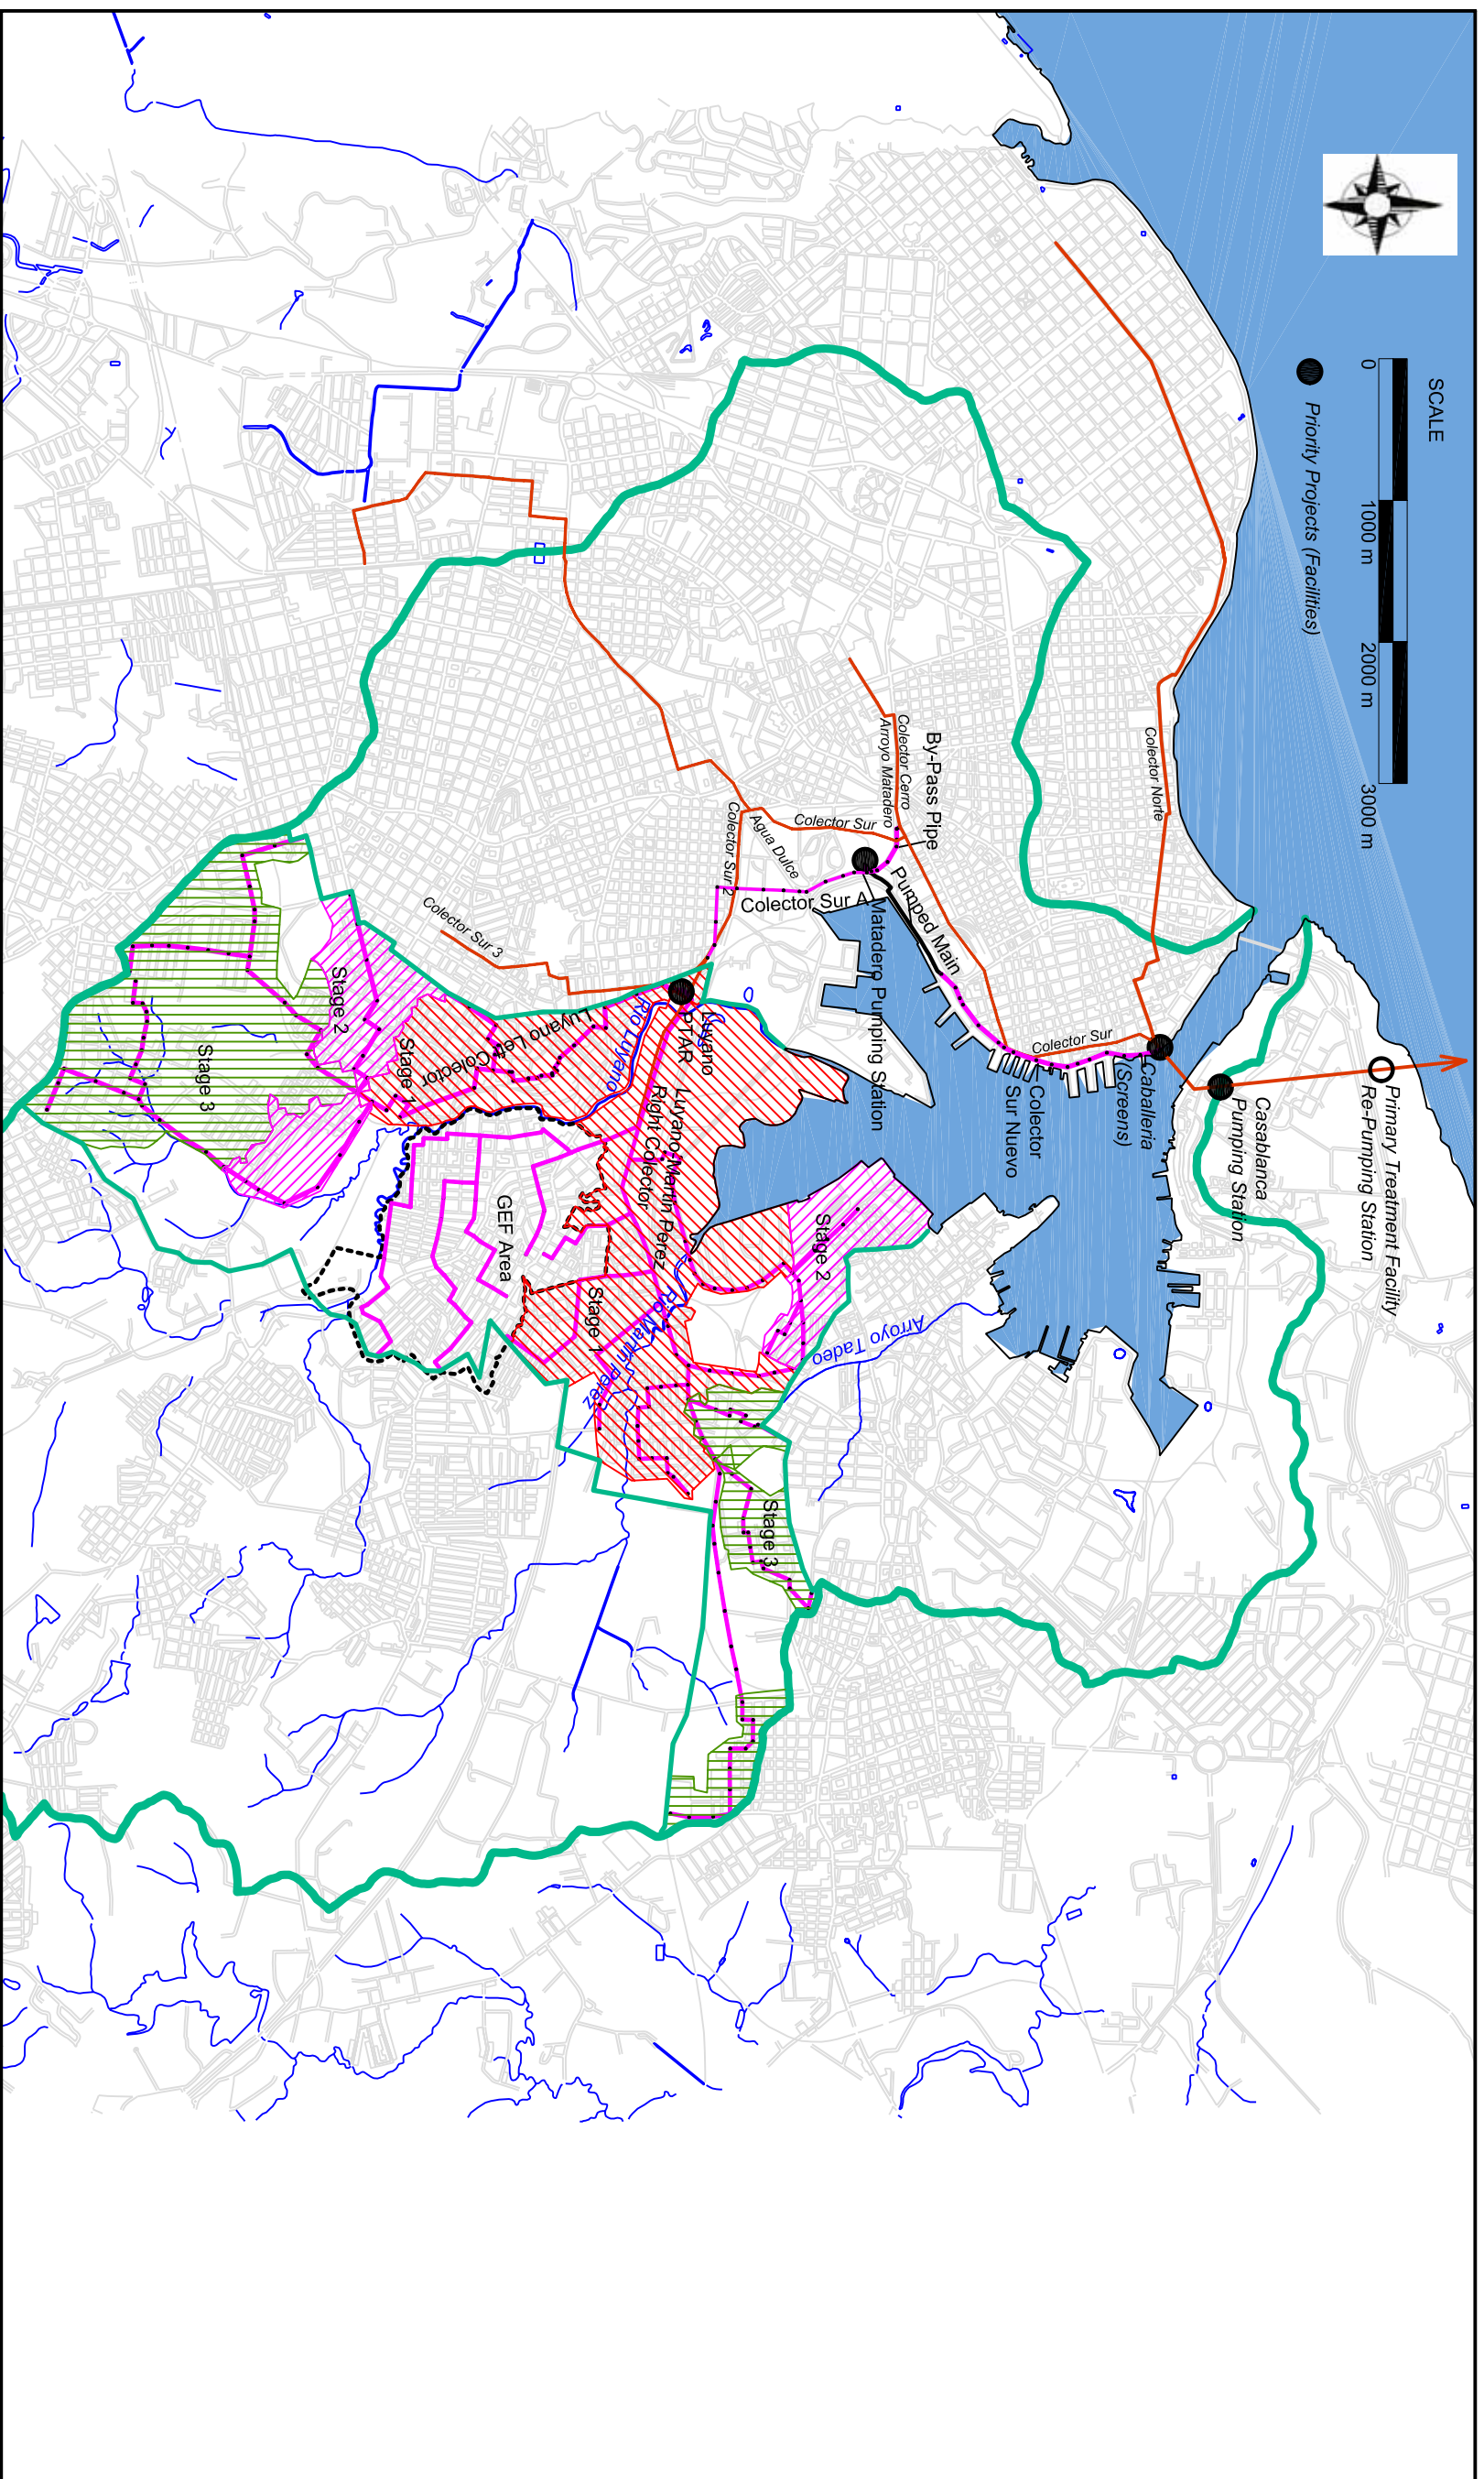 SCALE
0
1000 m
2000 m
3000 m
Priority Projects (Facilities)
Primary Treatment Facility
Re-Pumping Station
Casablanca
Pumping Station
Caballeria
(Screens)
Colector Norte
Colector Sur
Colector
Sur Nuevo
By-Pass Pipe
Colector Cerro
Arroyo Matadero
Pumped Main
Matadero Pumping Station
Colector Sur
Colector Sur A
Agua Dulce
Colector Sur 2
Colector Sur 3
Arroyo Tadeo
Stage 2
Stage 3
Luyano
PTAR
Luyano-Martin Perez
Right Colector
Rio Luyano
Rio Martin Perez
Stage 1
Luyano Left Colector
GEF Area
Stage 1
Stage 2
Stage 3